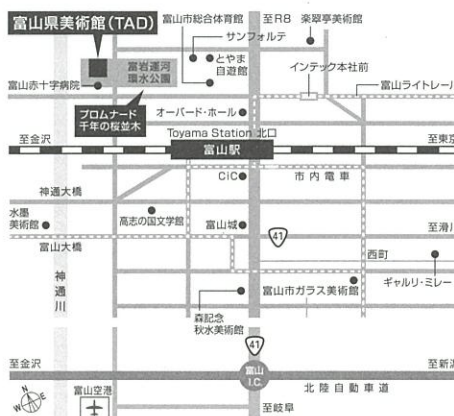 富山県美術館(TAD)
富山市総合体育館
至R8
楽翠亭美術館
サンフォルテ
とやま
自遊館
富岩運河
環水公園
インテック本社前
富山赤十字病院
富山ライトレール
プロムナード
千年の桜並木
オーバード・ホール
至金沢
Toyama Station 北口
至東京
富山駅
CiC
市内電車
神通大橋
水墨
美術館
高志の国文学館
富山城
41
至滑川
富山大橋
西町
神通川
富山市ガラス美術館
ギャルリ・ミレー
森記念
秋水美術館
41
至金沢
富山
I.C.
至新潟
北陸自動車道
富山空港
至岐阜
N
W
E
S